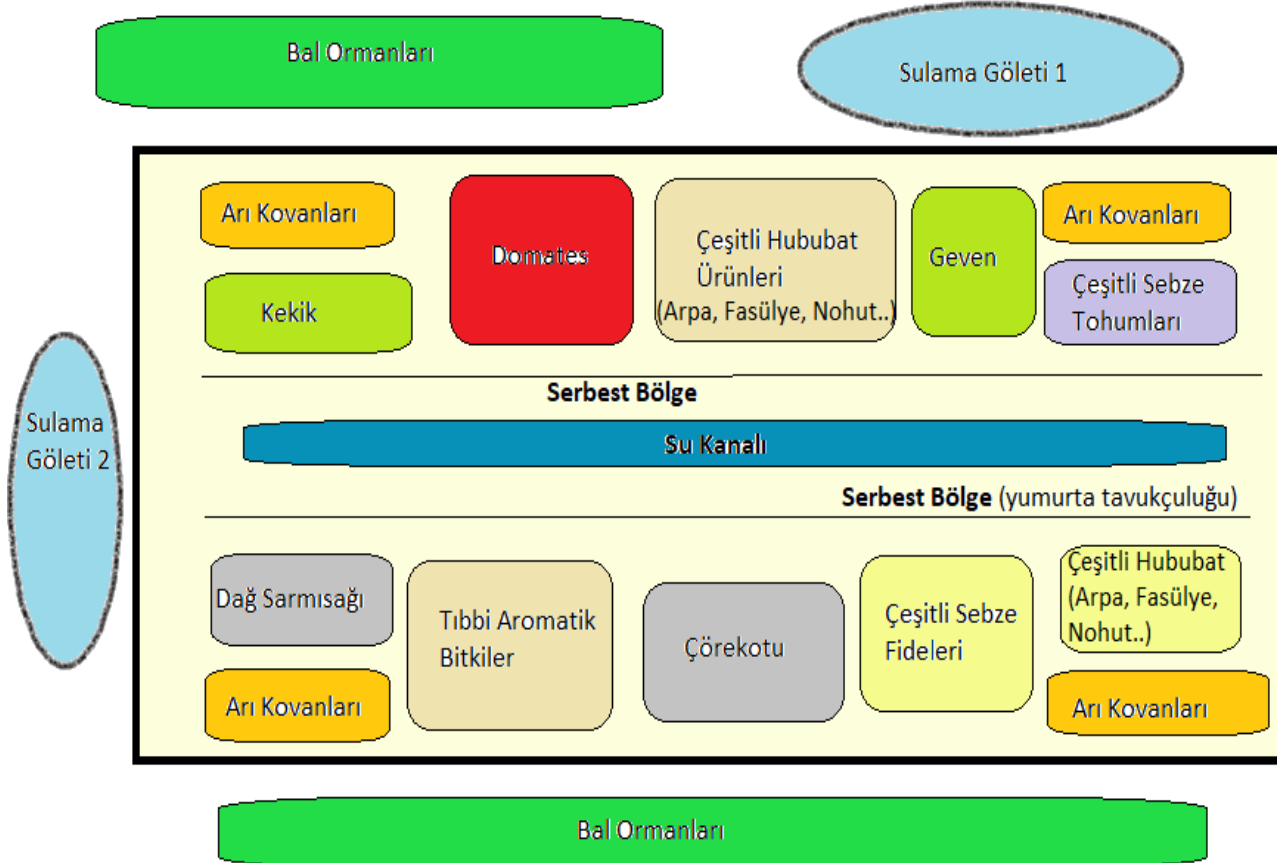 Bal Ormanları
Sulama Göleti 1
Arı Kovanları
Domates
Çeşitli Hububat
Ürünleri
(Arpa, Fasülye, Nohut..)
Geven
Arı Kovanları
Kekik
Çeşitli Sebze
Tohumları
Serbest Bölge
Sulama
Göleti 2
Su Kanalı
Serbest Bölge (yumurta tavukçuluğu)
Dağ Sarmısağı
Tıbbi Aromatik
Bitkiler
Çörekotu
Çeşitli Sebze
Fideleri
Çeşitli Hububat
(Arpa, Fasülye,
Nohut..)
Arı Kovanları
Arı Kovanları
Bal Ormanları